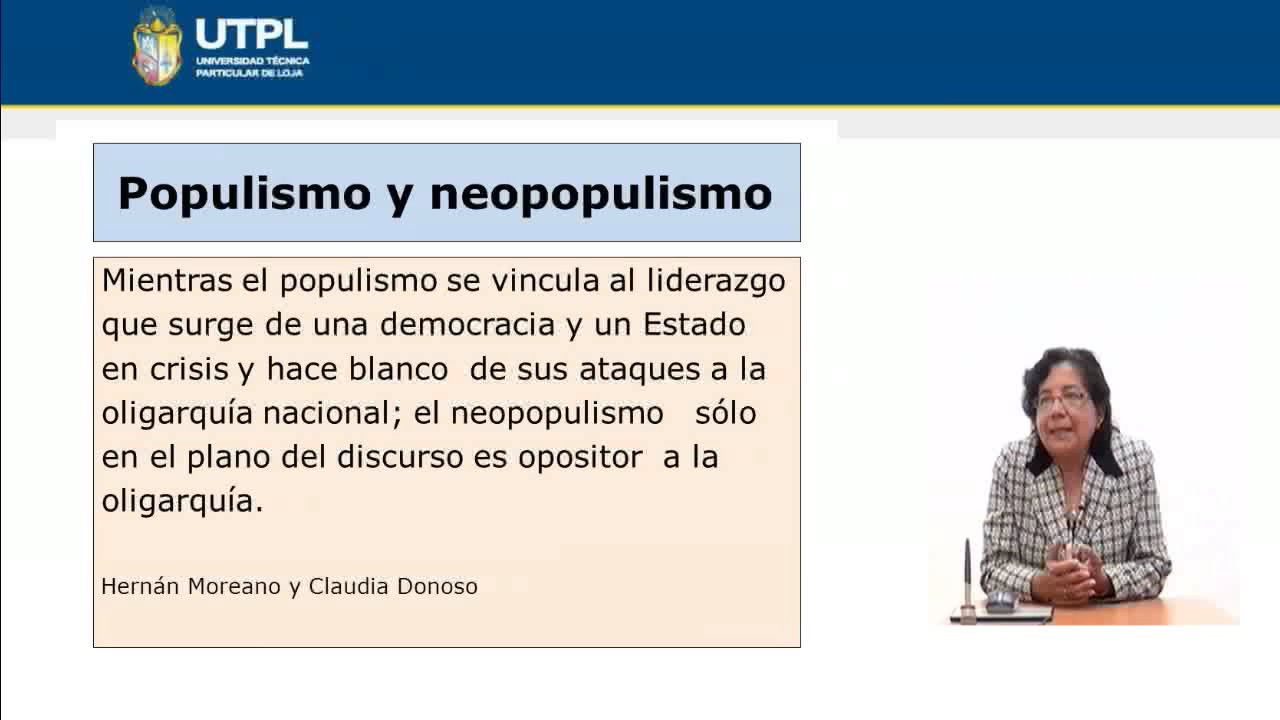 UTPL
UNIVERSIDAD TÉCNICA
PARTICULAR DE LOJA
Populismo y neopopulismo
Mientras el populismo se vincula al liderazgo
que surge de una democracia y un Estado
en crisis y hace blanco de sus ataques a la
oligarquía nacional; el neopopulismo sólo
en el plano del discurso es opositor a la
oligarquía.
Hernán Moreano y Claudia Donoso